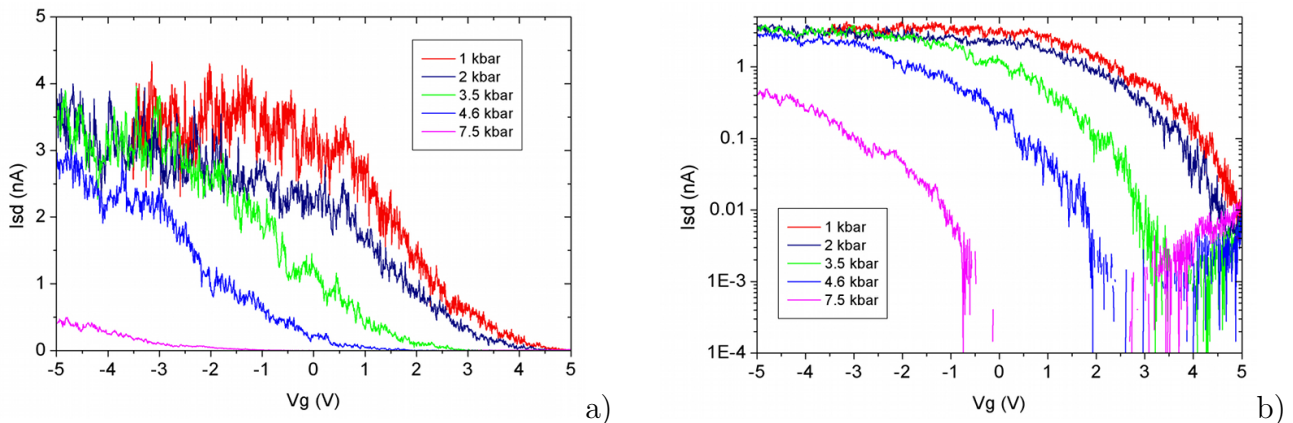 5
4
3
2
1
0
Isd (nA)
1 kbar
2 kbar
3.5 kbar
4.6 kbar
7.5 kbar
-5 -4 -3 -2 -1 0 1 2 3 4 5
Vg (V)
a)
1
0.1
0.01
1E-3
1E-4
Isd (nA)
1 kbar
2 kbar
3.5 kbar
4.6 kbar
7.5 kbar
-5 -4 -3 -2 -1 0 1 2 3 4 5
Vg (V)
b)